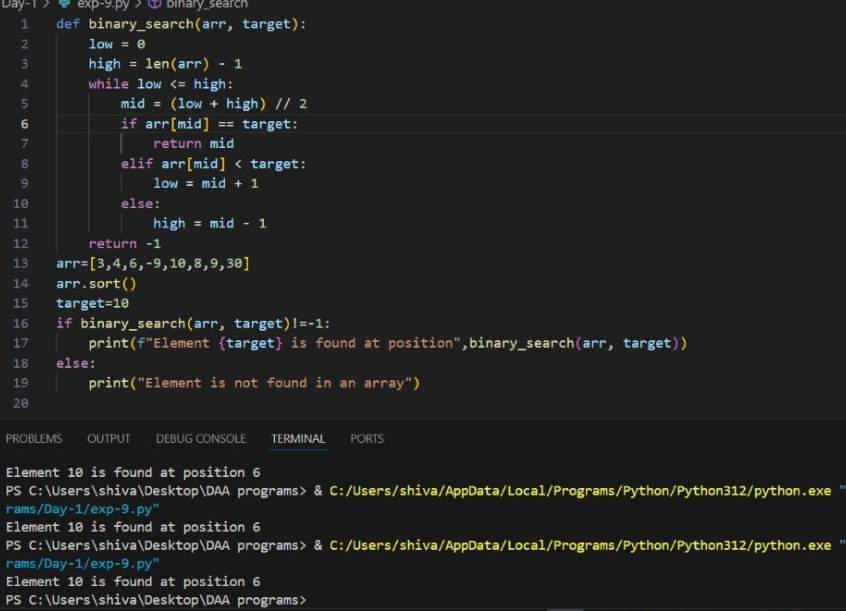 Day-1 > exp-9.py > binary_search
1 def binary_search(arr, target):
2     low = 0
3     high = len(arr) - 1
4     while low <= high:
5         mid = (low + high) // 2
6         if arr[mid] == target:
7             return mid
8         elif arr[mid] < target:
9             low = mid + 1
10         else:
11             high = mid - 1
12     return -1
13 arr=[3,4,6,-9,10,8,9,30]
14 arr.sort()
15 target=10
16 if binary_search(arr, target)!=-1:
17     print(f"Element {target} is found at position",binary_search(arr, target))
18 else:
19     print("Element is not found in an array")
20
PROBLEMS OUTPUT DEBUG CONSOLE TERMINAL PORTS
Element 10 is found at position 6
PS C:\Users\shiva\Desktop\DAA programs> & C:/Users/shiva/AppData/Local/Programs/Python/Python312/python.exe "
rams/Day-1/exp-9.py"
Element 10 is found at position 6
PS C:\Users\shiva\Desktop\DAA programs> & C:/Users/shiva/AppData/Local/Programs/Python/Python312/python.exe "
rams/Day-1/exp-9.py"
Element 10 is found at position 6
PS C:\Users\shiva\Desktop\DAA programs>